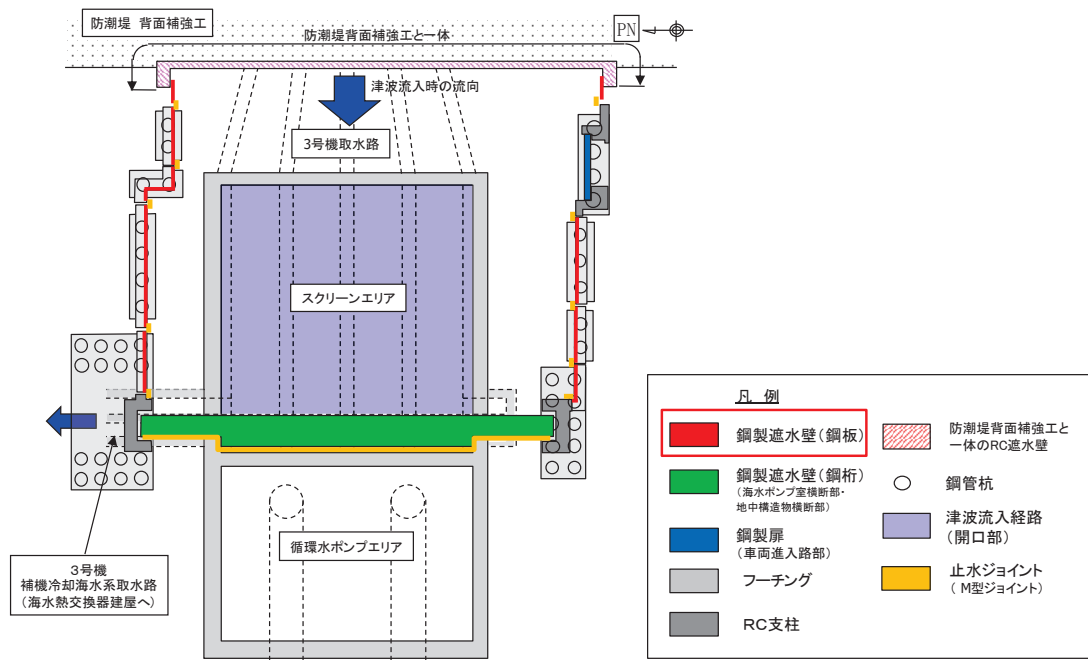 防潮堤 背面補強工
防潮堤背面補強工と一体
PN
津波流入時の流向
3号機取水路
スクリーンエリア
循環水ポンプエリア
3号機
補機冷却海水系取水路
(海水熱交換器建屋へ)
凡 例
鋼製遮水壁(鋼板)
鋼製遮水壁(鋼桁)
(海水ポンプ室横断部・
地中構造物横断部)
鋼製扉
(車両進入路部)
フーチング
RC支柱
防潮堤背面補強工と
一体のRC遮水壁
鋼管杭
津波流入経路
(開口部)
止水ジョイント
(M型ジョイント)